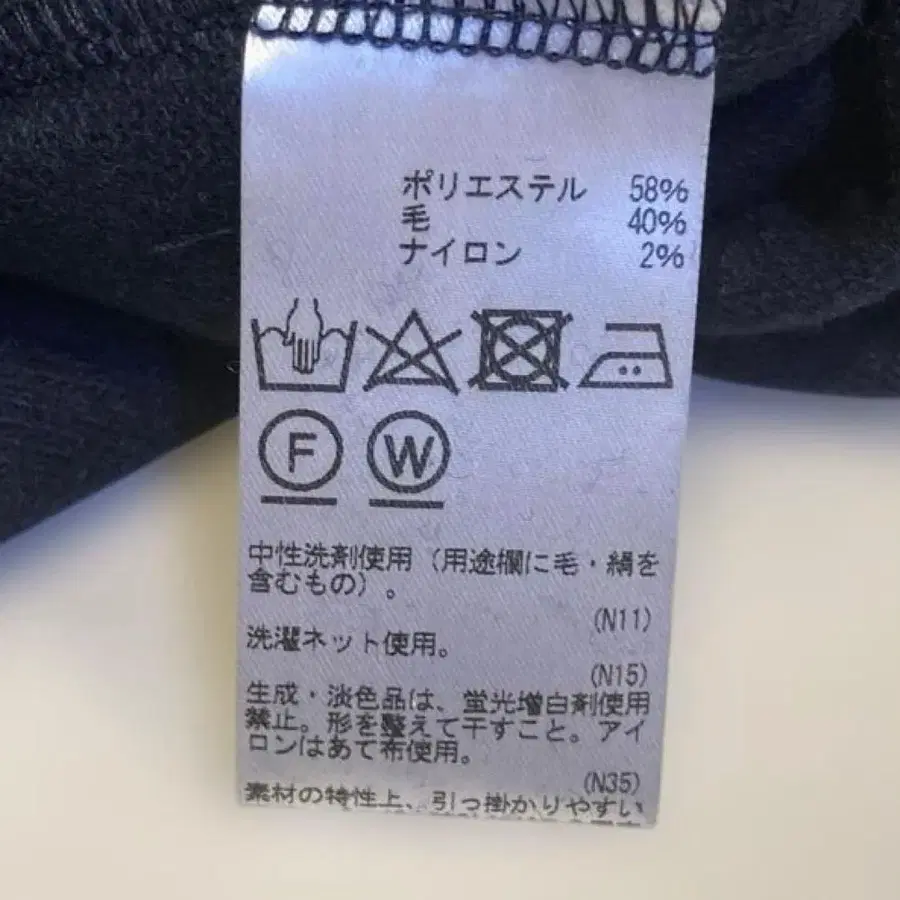 ポリエステル 58%
毛 40%
ナイロン 2%
F W
中性洗剤使用（用途欄に毛・絹を
含むもの）。
(N11)
洗濯ネット使用。
(N15)
生成・淡色品は、蛍光増白剤使用
禁止。形を整えて干すこと。アイ
ロンはあて布使用。
(N35)
素材の特性上、引っ掛かりやすい